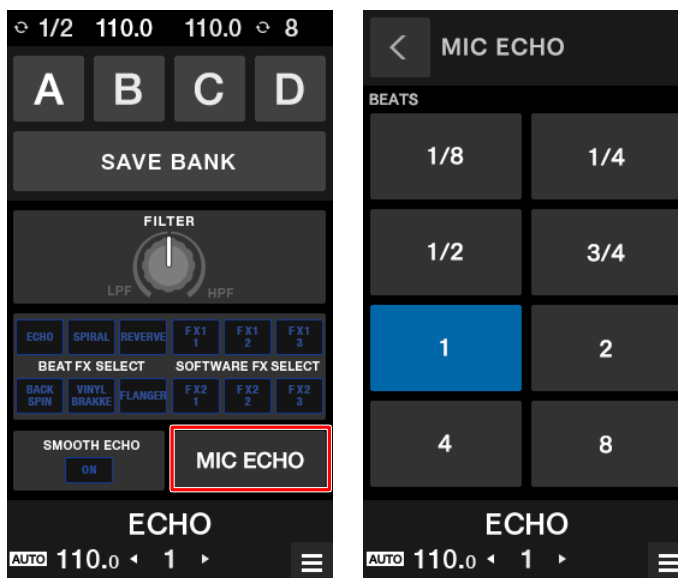 1/2 110.0 110.0 8
A B C D
SAVE BANK
FILTER
LPF HPF
ECHO SPIRAL REVERVE FX1 1 FX1 2 FX1 3
BEAT FX SELECT SOFTWARE FX SELECT
BACK SPIN VINYL BRAKKE FLANGER FX2 1 FX2 2 FX2 3
SMOOTH ECHO
ON
MIC ECHO
ECHO
AUTO 110.0 1
MIC ECHO
BEATS
1/8 1/4
1/2 3/4
1 2
4 8
ECHO
AUTO 110.0 1